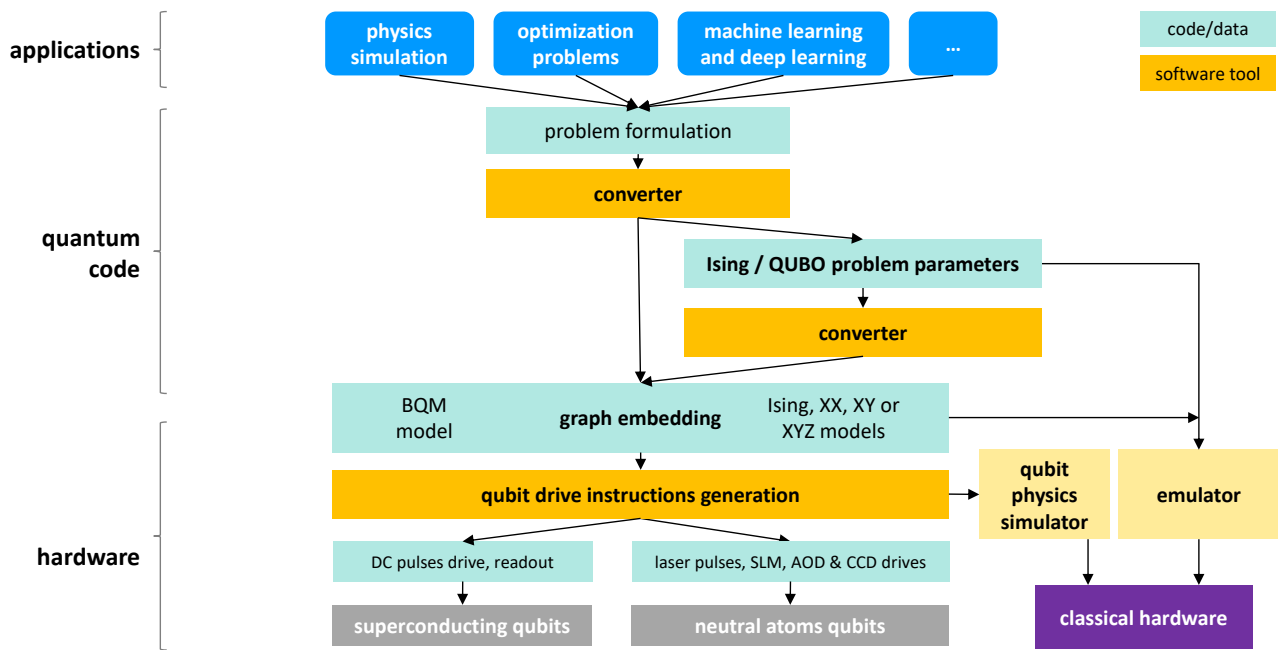 applications
physics
simulation
optimization
problems
machine learning
and deep learning
...
code/data
software tool
problem formulation
converter
quantum
code
Ising / QUBO problem parameters
converter
BQM
model
graph embedding
Ising, XX, XY or
XYZ models
qubit drive instructions generation
qubit
physics
simulator
emulator
hardware
DC pulses drive, readout
laser pulses, SLM, AOD & CCD drives
superconducting qubits
neutral atoms qubits
classical hardware